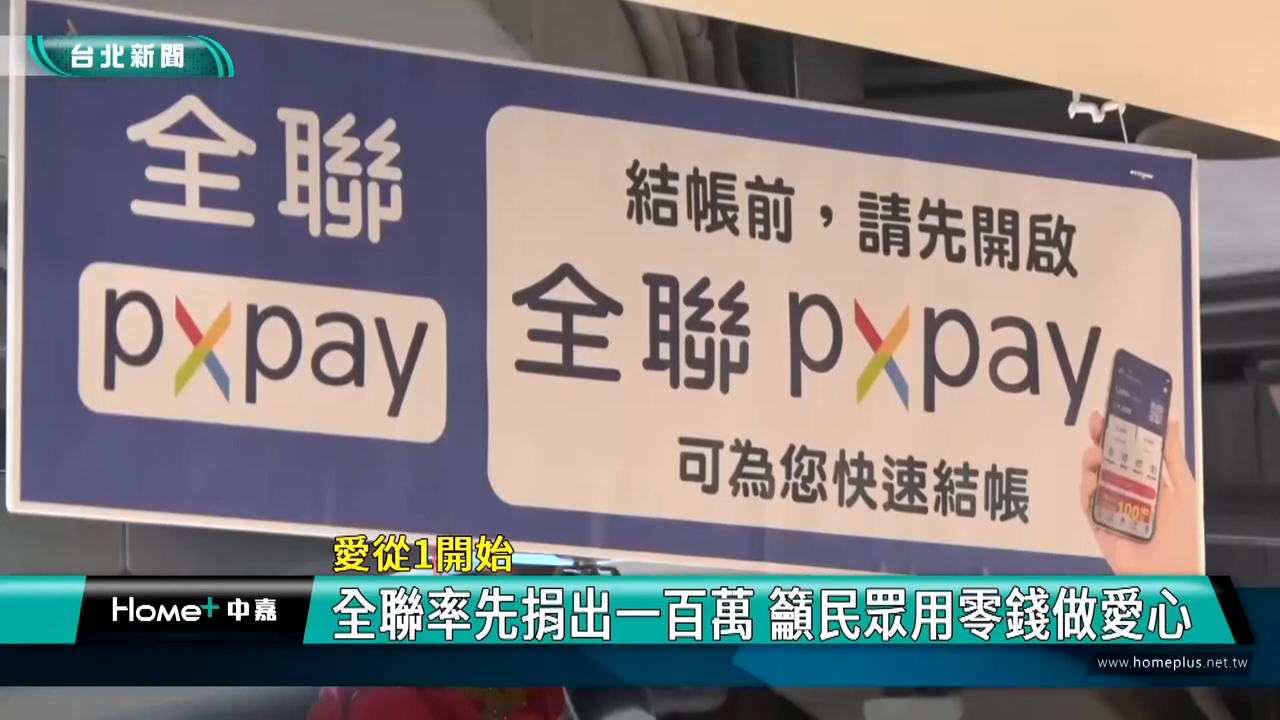 台北新聞
全聯
pxpay
結帳前，請先開啟
全聯 pxpay
可為您快速結帳
100
愛從1開始
Home+中嘉
全聯率先捐出一百萬 籲民眾用零錢做愛心
www.homeplus.net.tw